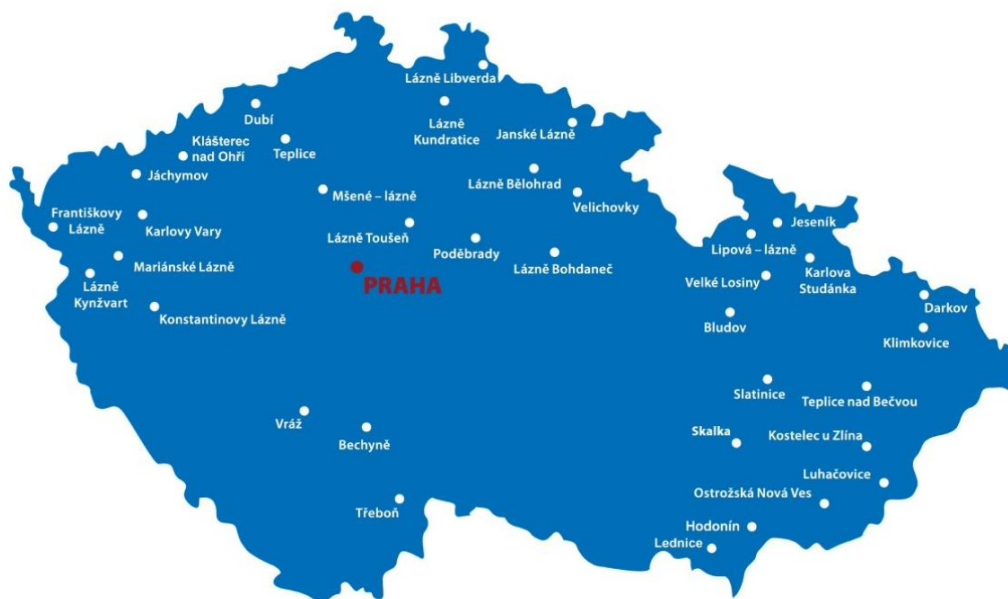 Lázně Libverda
Dubí
Lázně
Kundratice
Janské Lázně
Klášterec
nad Ohří
Teplice
Jáchymov
Lázně Bělohrad
Mšené – lázně
Velichovky
Františkovy
Lázně
Karlovy Vary
Lázně Toušeň
Poděbrady
Jeseník
Lipová – lázně
Mariánské Lázně
Lázně Bohdaneč
Karlova
Studánka
Lázně
Kynžvart
PRAHA
Velké Losiny
Darkov
Konstantinovy Lázně
Bludov
Klimkovice
Slatinice
Teplice nad Bečvou
Vráž
Bechyně
Skalka
Kostelec u Zlína
Luhačovice
Třeboň
Ostrožská Nová Ves
Hodonín
Lednice